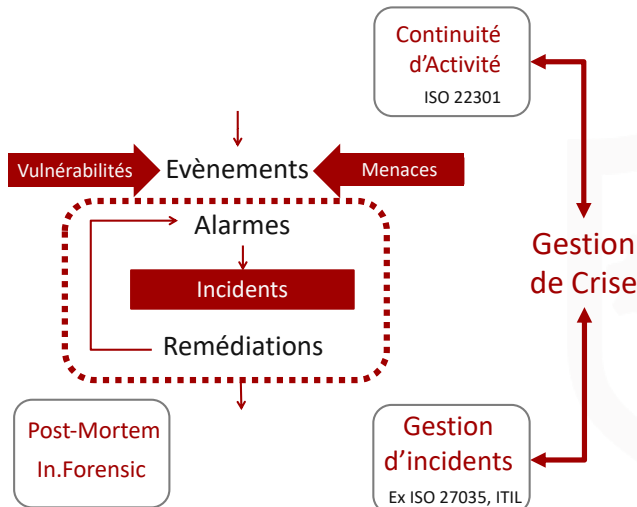 Continuité
d'Activité
ISO 22301
Vulnérabilités
Evènements
Menaces
Alarmes
Incidents
Remédiations
Gestion
de Crise
Post-Mortem
In.Forensic
Gestion
d'incidents
Ex ISO 27035, ITIL